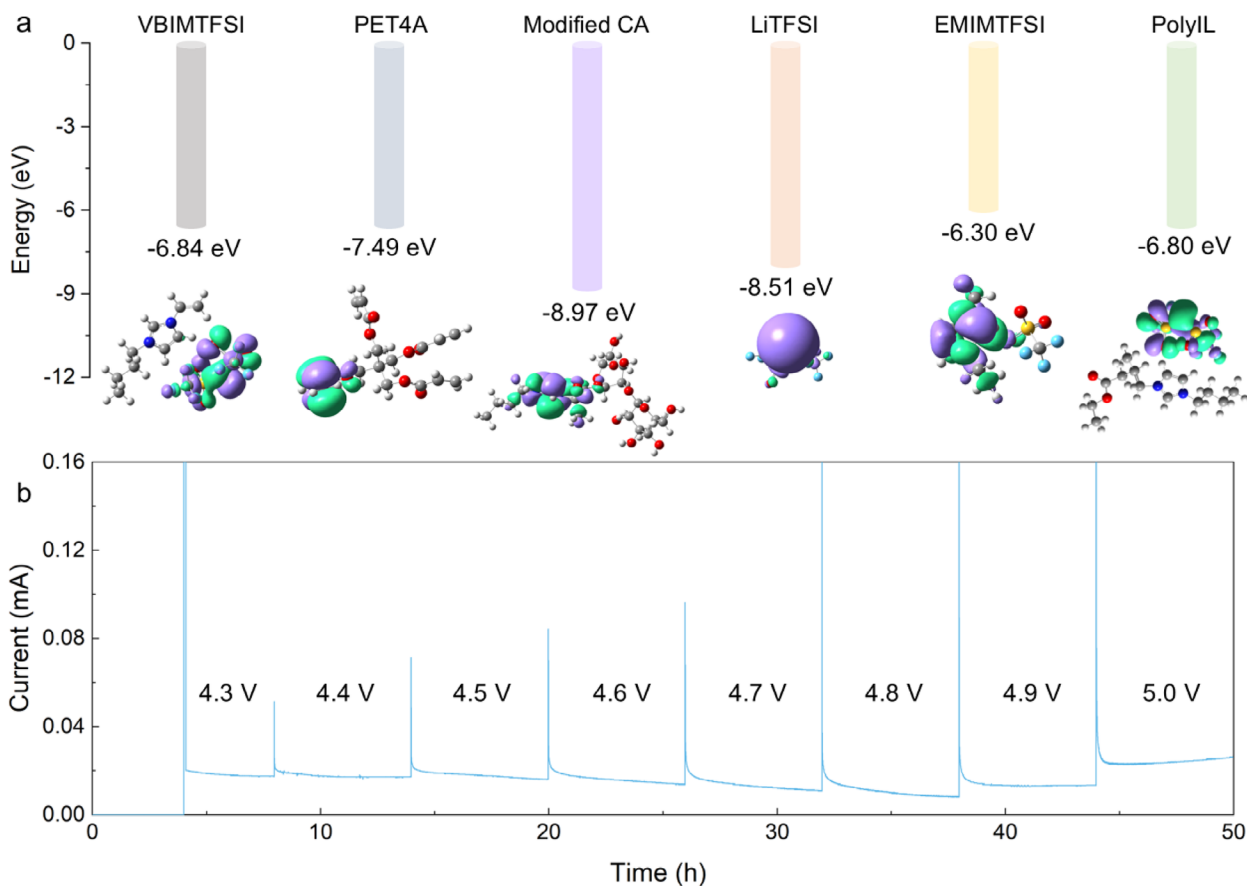 a
VBIMTFSI PET4A Modified CA LiTFSI EMIMTFSI PolyIL
0
-3
-6
-9
-12
Energy (eV)
-6.84 eV
-7.49 eV
-8.97 eV
-8.51 eV
-6.30 eV
-6.80 eV
b
0.16
0.12
0.08
0.04
0.00
Current (mA)
4.3 V 4.4 V 4.5 V 4.6 V 4.7 V 4.8 V 4.9 V 5.0 V
0 10 20 30 40 50
Time (h)